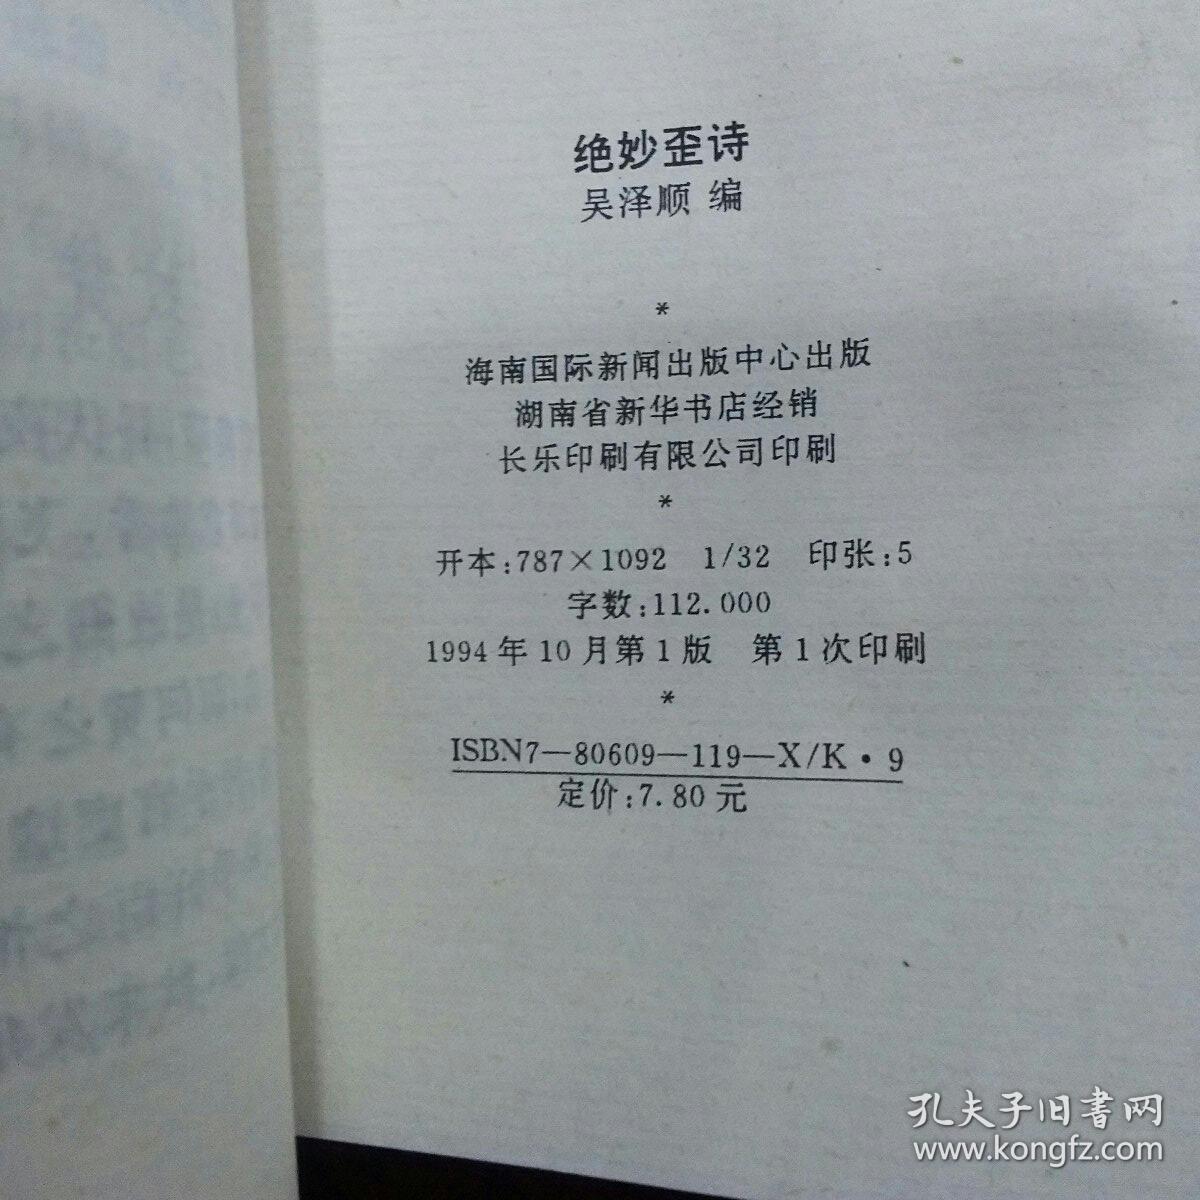 绝妙歪诗
吴泽顺 编
*
海南国际新闻出版中心出版
湖南省新华书店经销
长乐印刷有限公司印刷
*
开本:787×1092 1/32 印张:5
字数:112.000
1994年10月第1版 第1次印刷
*
ISBN7—80609—119—X/K·9
定价:7.80元
孔夫子旧书网
www.kongfz.com